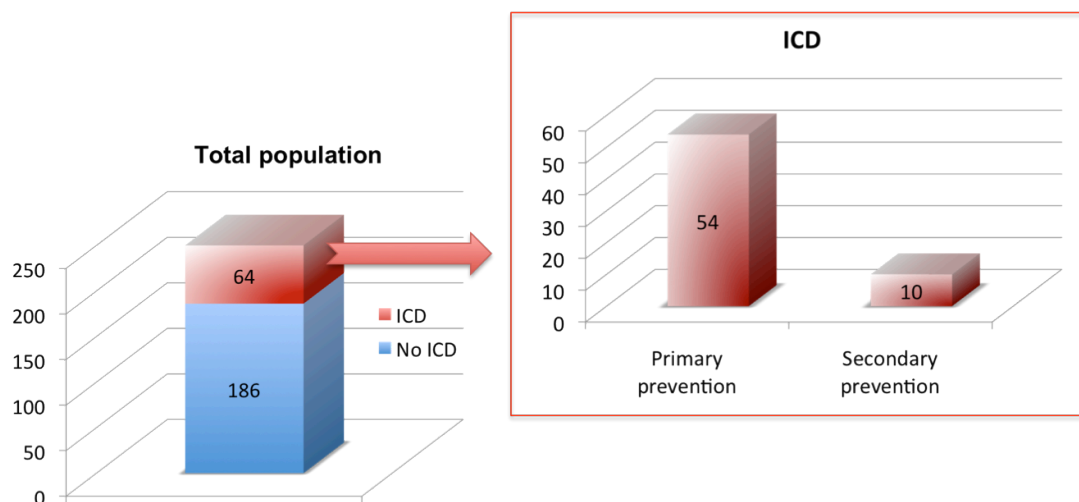 Total population
250
200
150
100
50
0
64
186
ICD
No ICD
ICD
60
50
40
30
20
10
0
54
10
Primary
prevention
Secondary
prevention